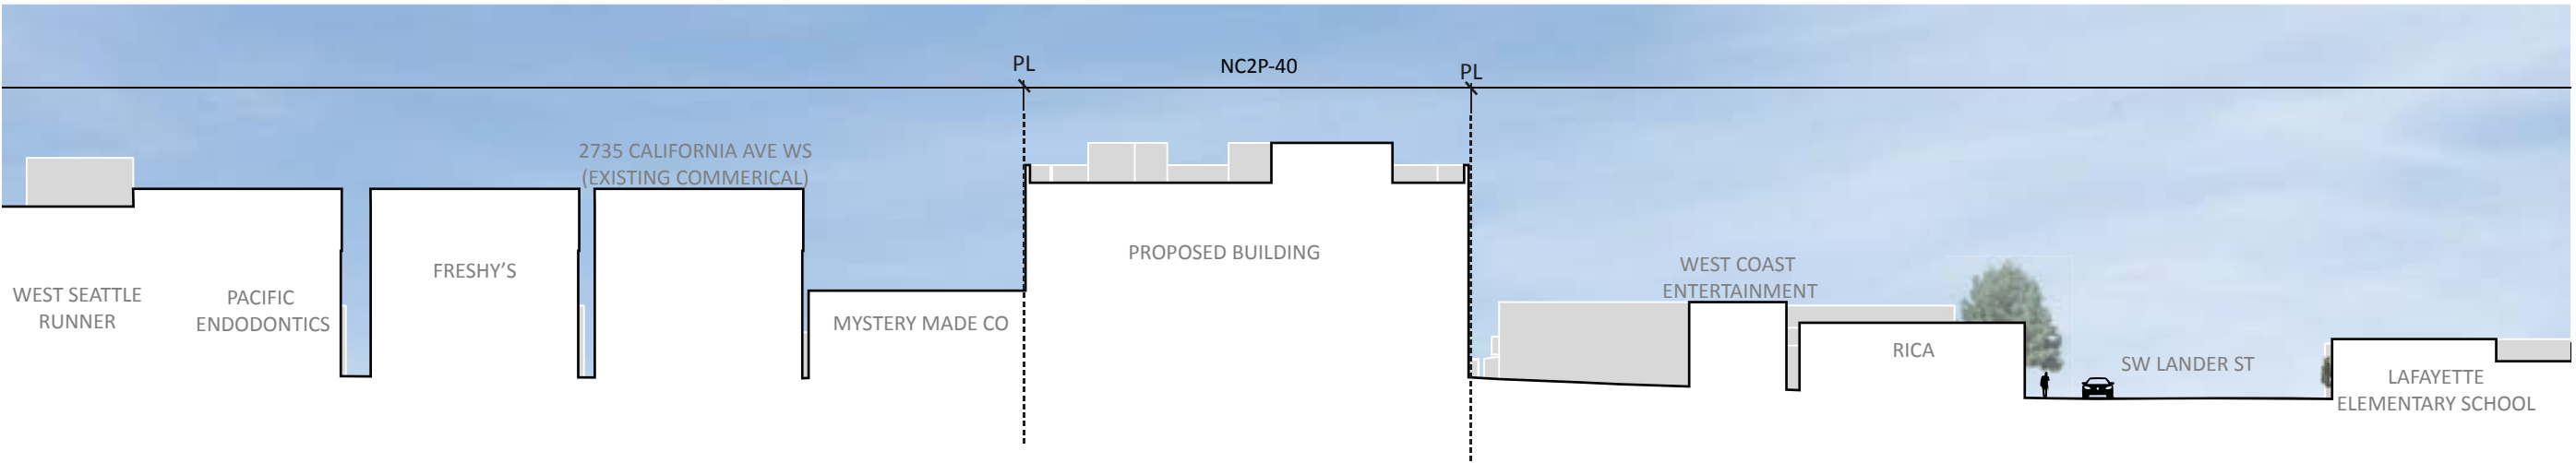 PL
NC2P-40
PL
2735 CALIFORNIA AVE WS
(EXISTING COMMERICAL)
WEST SEATTLE
RUNNER
PACIFIC
ENDODONTICS
FRESHY'S
MYSTERY MADE CO
PROPOSED BUILDING
WEST COAST
ENTERTAINMENT
RICA
SW LANDER ST
LAFAYETTE
ELEMENTARY SCHOOL